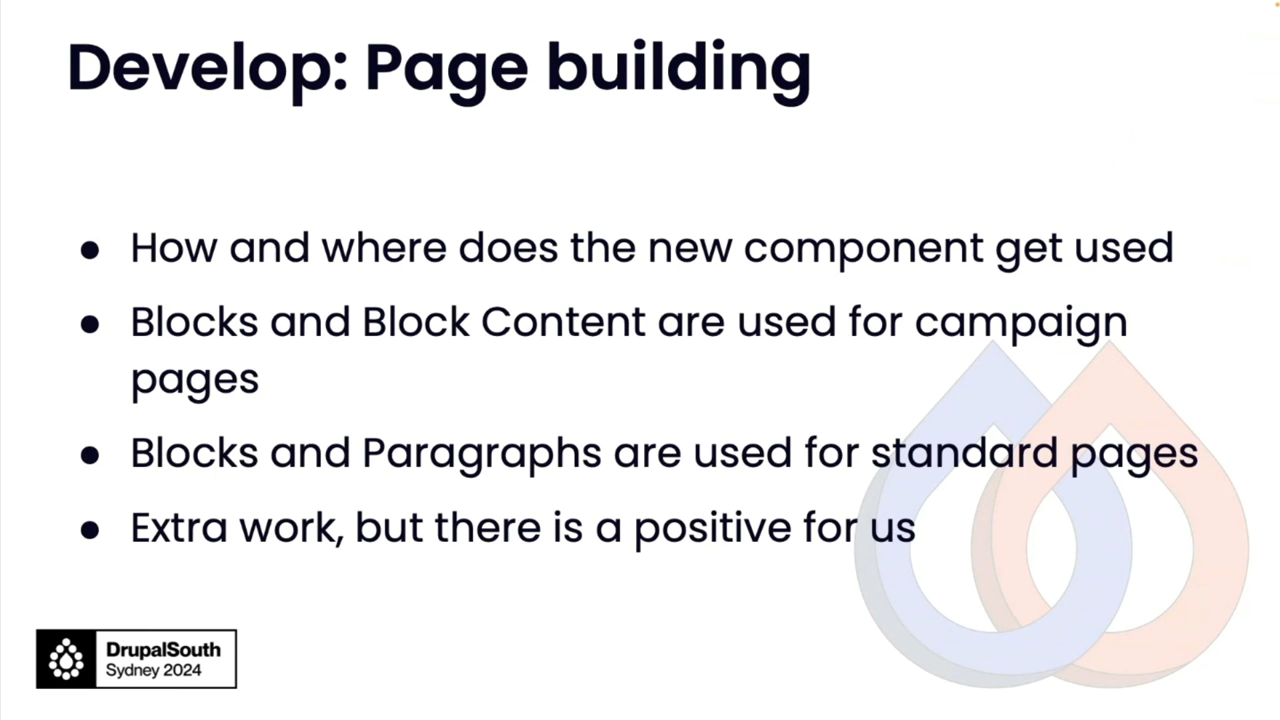 Develop: Page building
● How and where does the new component get used
● Blocks and Block Content are used for campaign
pages
● Blocks and Paragraphs are used for standard pages
● Extra work, but there is a positive for us
DrupalSouth
Sydney 2024